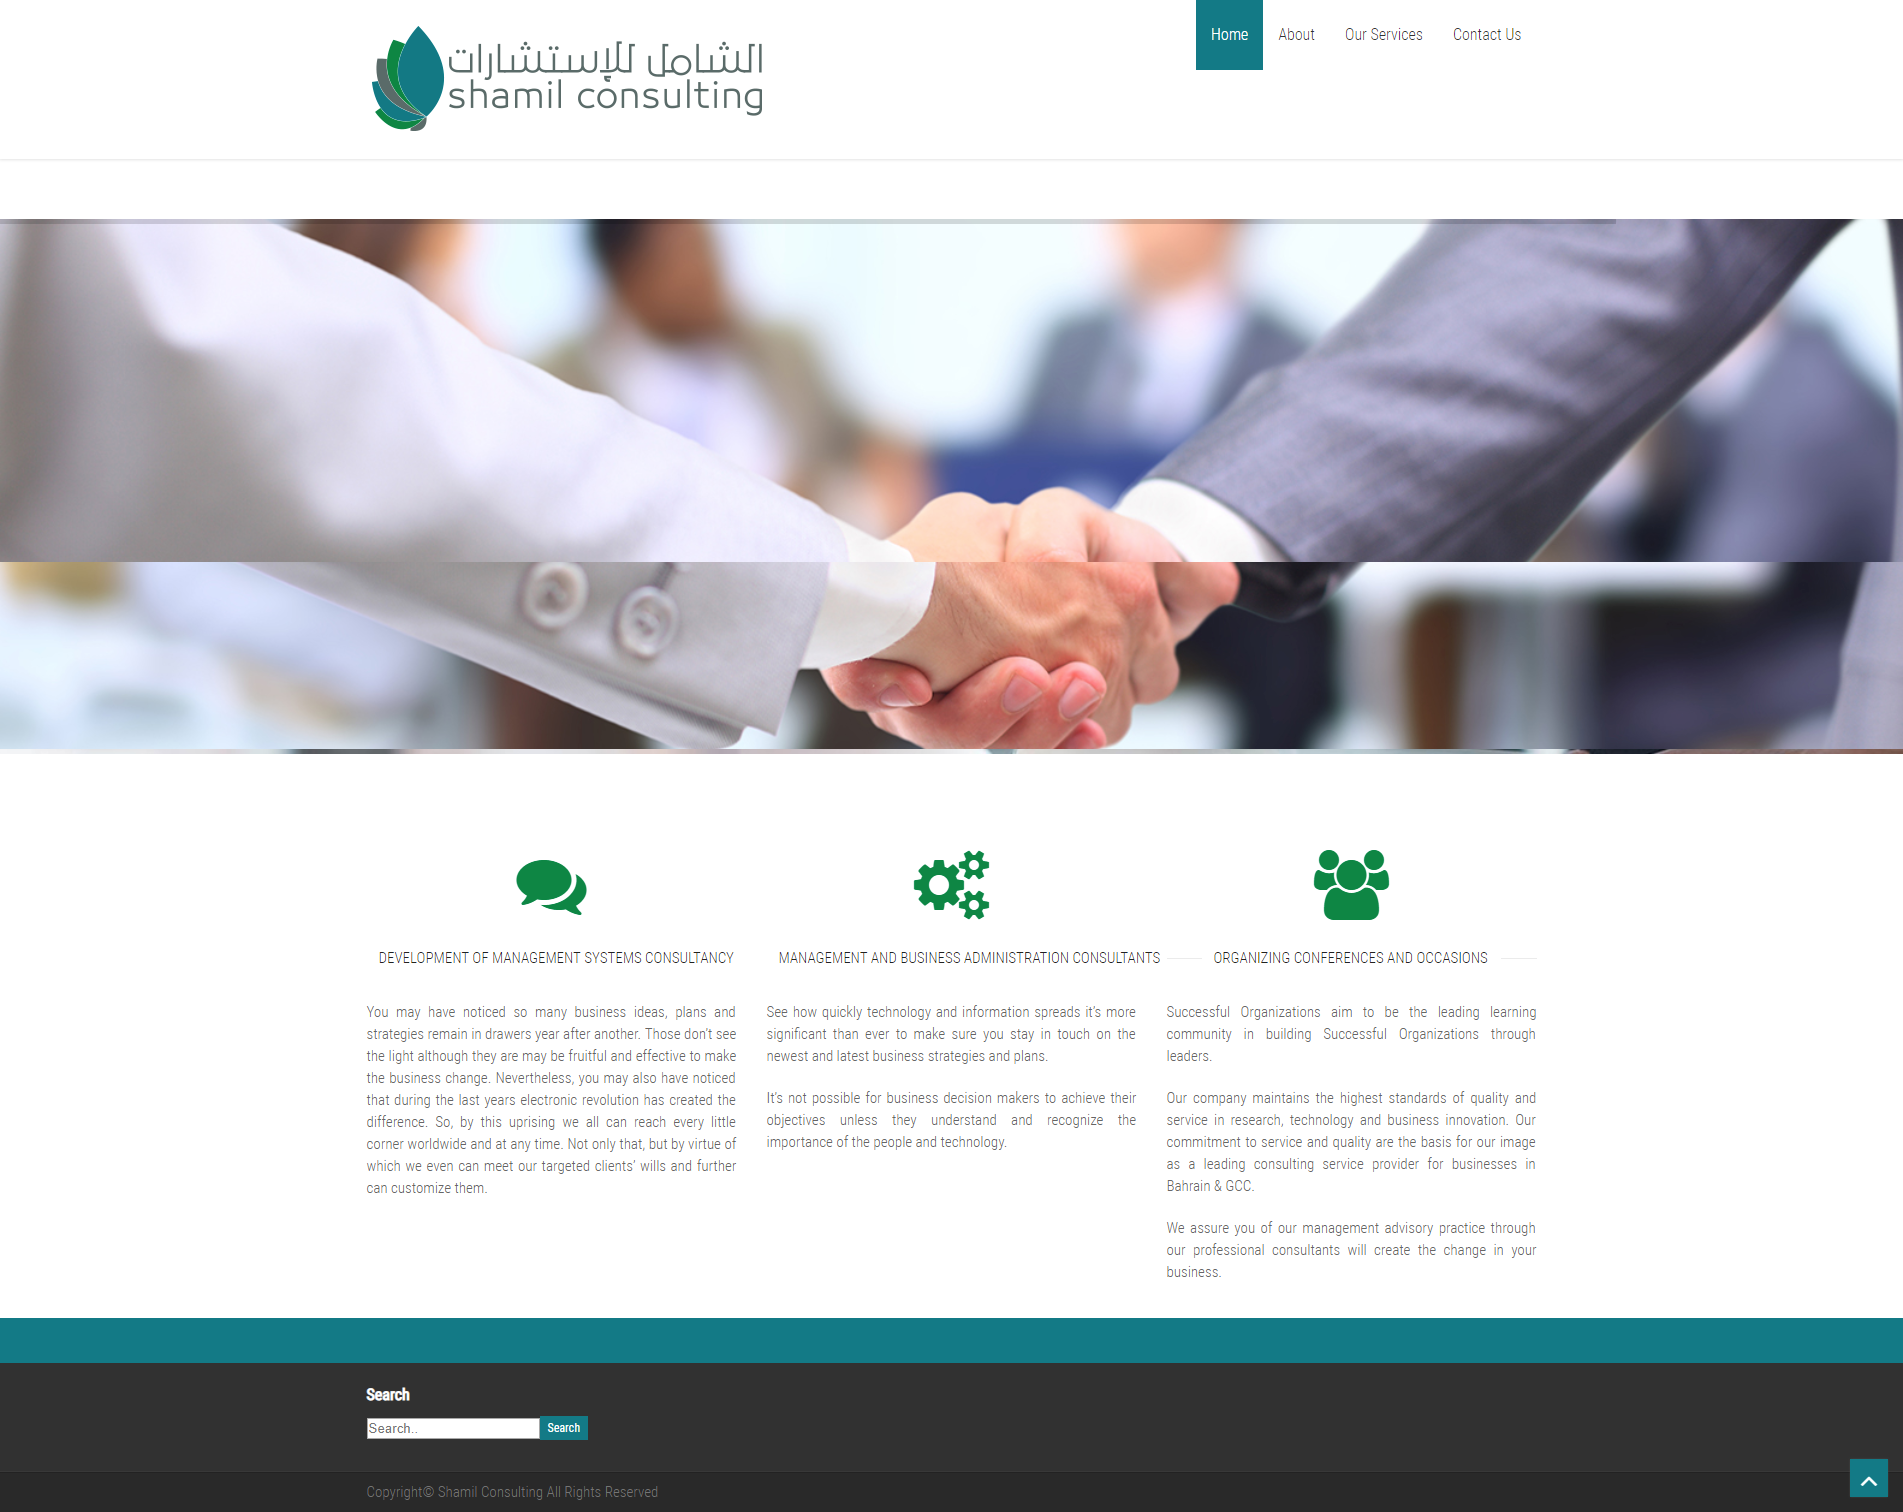 الشامل للإستشارات
shamil consulting
Home
About
Our Services
Contact Us
DEVELOPMENT OF MANAGEMENT SYSTEMS CONSULTANCY
You may have noticed so many business ideas, plans and
strategies remain in drawers year after another. Those don't see
the light although they are may be fruitful and effective to make
the business change. Nevertheless, you may also have noticed
that during the last years electronic revolution has created the
difference. So, by this uprising we all can reach every little
corner worldwide and at any time. Not only that, but by virtue of
which we even can meet our targeted clients' wills and further
can customize them.
MANAGEMENT AND BUSINESS ADMINISTRATION CONSULTANTS
See how quickly technology and information spreads it's more
significant than ever to make sure you stay in touch on the
newest and latest business strategies and plans.
It's not possible for business decision makers to achieve their
objectives unless they understand and recognize the
importance of the people and technology.
ORGANIZING CONFERENCES AND OCCASIONS
Successful Organizations aim to be the leading learning
community in building Successful Organizations through
leaders.
Our company maintains the highest standards of quality and
service in research, technology and business innovation. Our
commitment to service and quality are the basis for our image
as a leading consulting service provider for businesses in
Bahrain & GCC.
We assure you of our management advisory practice through
our professional consultants will create the change in your
business.
Search
Search..
Search
Copyright© Shamil Consulting All Rights Reserved